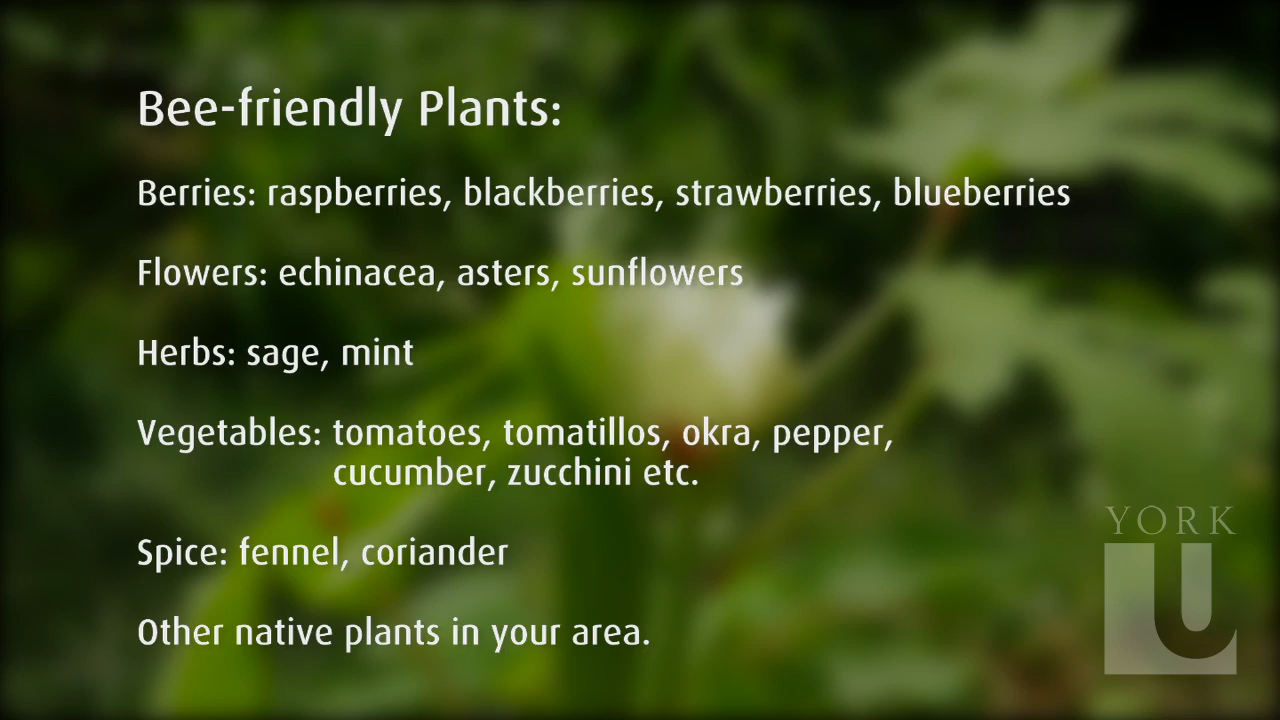 Bee-friendly Plants:
Berries: raspberries, blackberries, strawberries, blueberries
Flowers: echinacea, asters, sunflowers
Herbs: sage, mint
Vegetables: tomatoes, tomatillos, okra, pepper,
cucumber, zucchini etc.
Spice: fennel, coriander
Other native plants in your area.
YORK
U